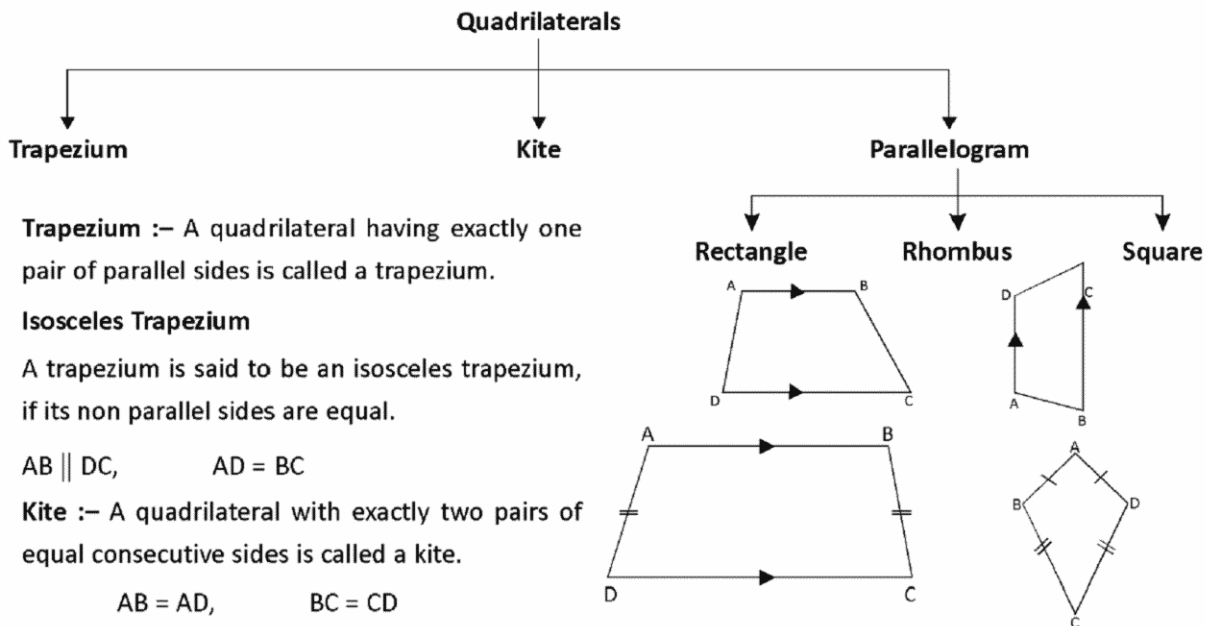 Quadrilaterals
Trapezium Kite Parallelogram
Rectangle Rhombus Square
Trapezium :– A quadrilateral having exactly one
pair of parallel sides is called a trapezium.
Isosceles Trapezium
A trapezium is said to be an isosceles trapezium,
if its non parallel sides are equal.
AB || DC, AD = BC
Kite :– A quadrilateral with exactly two pairs of
equal consecutive sides is called a kite.
AB = AD, BC = CD
A B
D C
D C
A B
A B
D C
A
B D
C